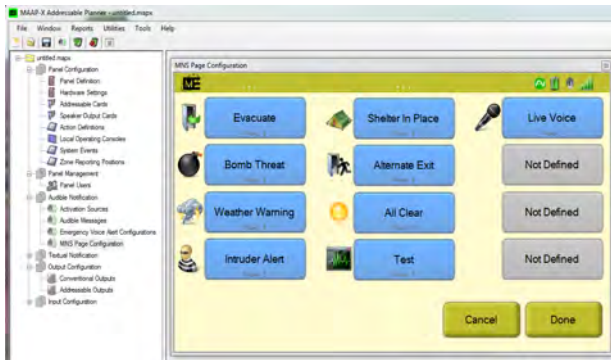 MAAP-X Addressable Planner - untitled.mapx
File Window Reports Utilities Tools Help
untitled.mapx
Panel Configuration
Panel Definition
Hardware Settings
Addressable Cards
Speaker Output Cards
Action Definitions
Local Operating Consoles
System Events
Zone Reporting Positions
Panel Management
Panel Users
Audible Notification
Activation Sources
Audible Messages
Emergency Voice Alert Configurations
MNS Page Configuration
Textual Notification
Output Configuration
Conventional Outputs
Addressable Outputs
Input Configuration
MNS Page Configuration
Evacuate
Shelter In Place
Live Voice
Bomb Threat
Alternate Exit
Not Defined
Weather Warning
All Clear
Not Defined
Intruder Alert
Test
Not Defined
Cancel
Done